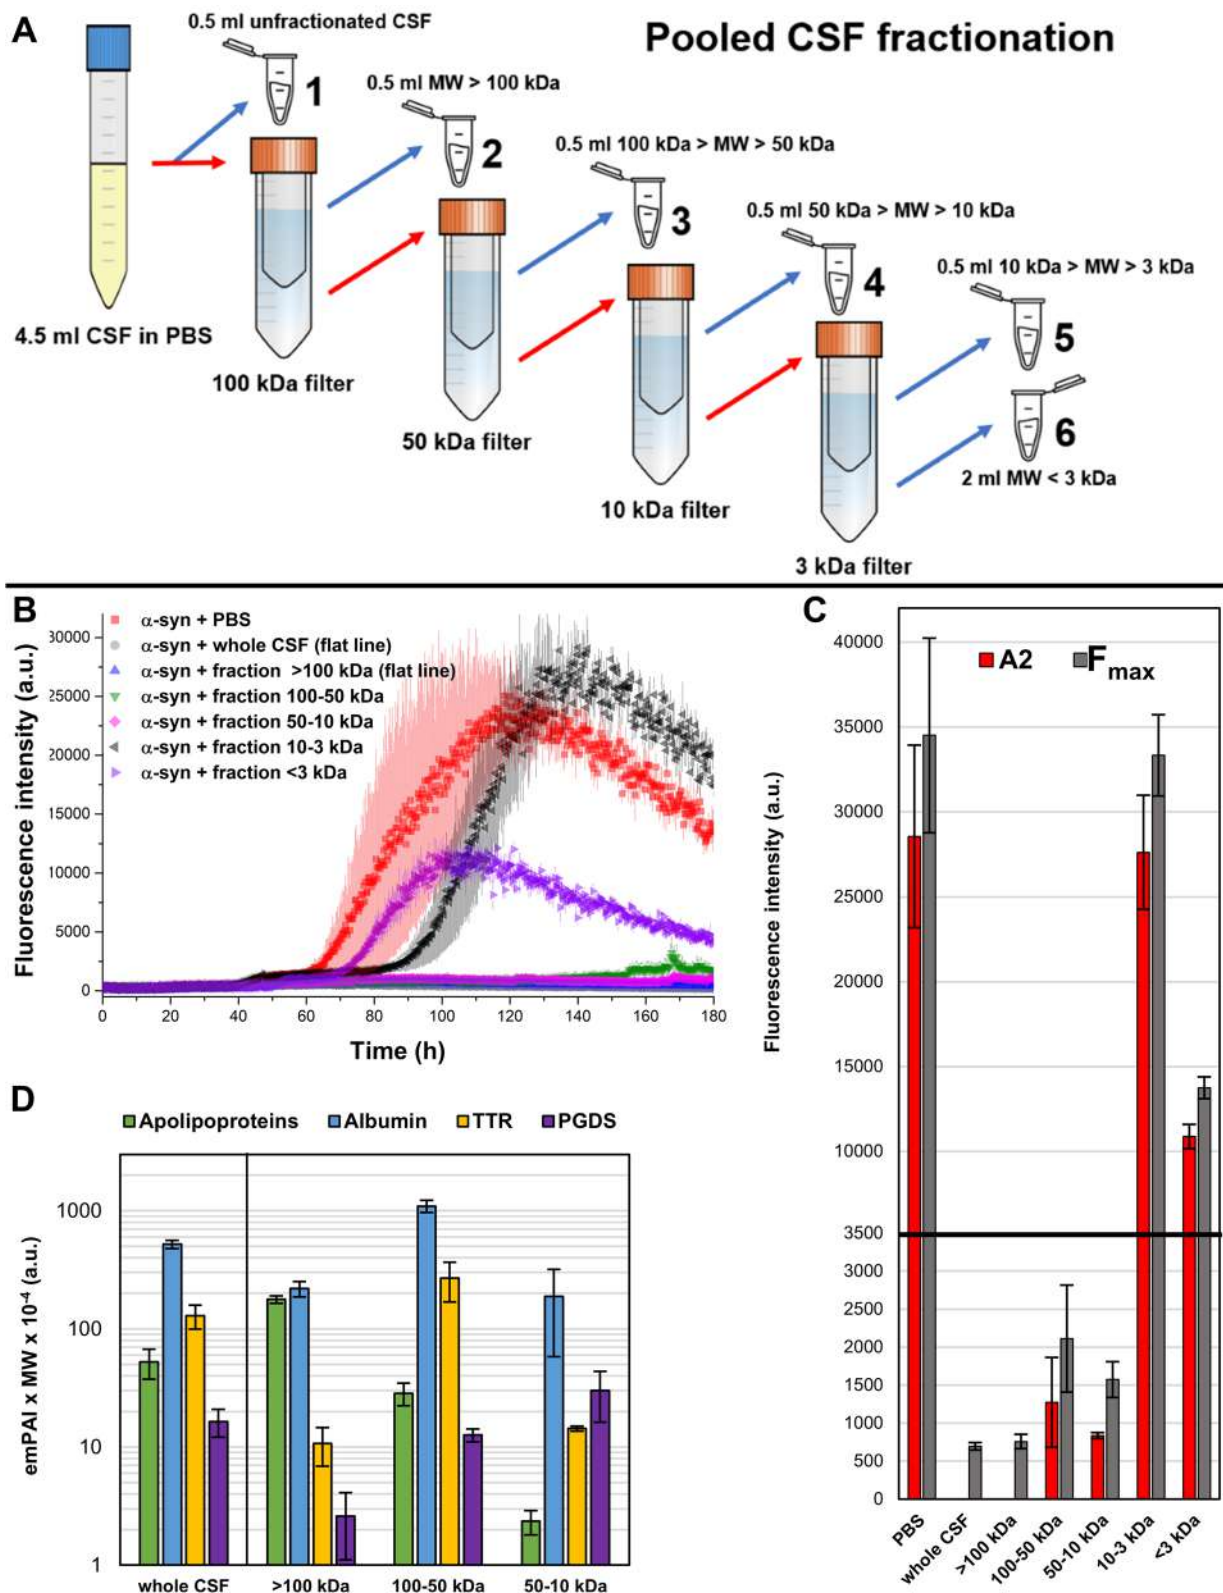 A
Pooled CSF fractionation
0.5 ml unfractionated CSF
1
0.5 ml MW > 100 kDa
2
0.5 ml 100 kDa > MW > 50 kDa
3
0.5 ml 50 kDa > MW > 10 kDa
4
0.5 ml 10 kDa > MW > 3 kDa
5
6
2 ml MW < 3 kDa
4.5 ml CSF in PBS
100 kDa filter
50 kDa filter
10 kDa filter
3 kDa filter
B
α-syn + PBS
α-syn + whole CSF (flat line)
α-syn + fraction >100 kDa (flat line)
α-syn + fraction 100-50 kDa
α-syn + fraction 50-10 kDa
α-syn + fraction 10-3 kDa
α-syn + fraction <3 kDa
Fluorescence intensity (a.u.)
30000
25000
20000
15000
10000
5000
0
0 20 40 60 80 100 120 140 160 180
Time (h)
C
A2 Fmax
Fluorescence intensity (a.u.)
40000
35000
30000
25000
20000
15000
10000
3500
3000
2500
2000
1500
1000
500
0
PBS whole CSF >100 kDa 100-50 kDa 50-10 kDa 10-3 kDa <3 kDa
D
Apolipoproteins Albumin TTR PGDS
emPAI x MW x 10-4 (a.u.)
1000
100
10
1
whole CSF >100 kDa 100-50 kDa 50-10 kDa